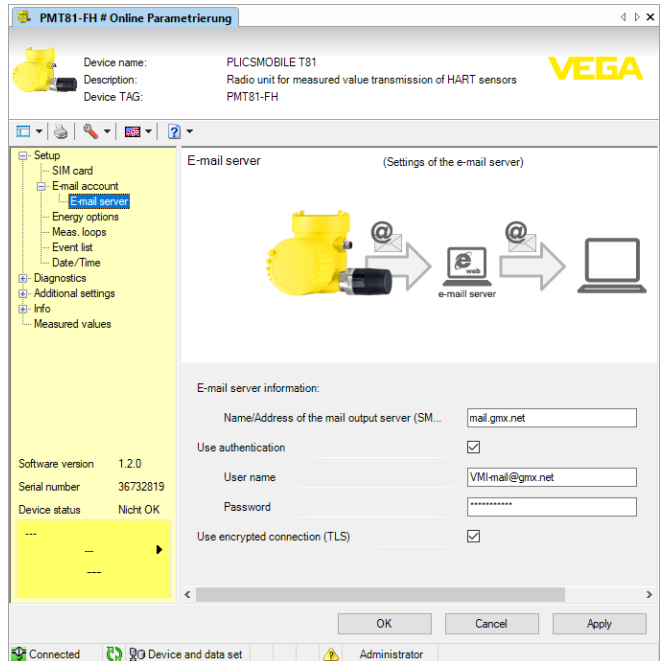 PMT81-FH # Online Parametrierung
Device name: PLICSMOBILE T81
Description: Radio unit for measured value transmission of HART sensors
Device TAG: PMT81-FH
VEGA
Setup
SIM card
E-mail account
E-mail server
Energy options
Meas. loops
Event list
Date/Time
Diagnostics
Additional settings
Info
Measured values
Software version 1.2.0
Serial number 36732819
Device status Nicht OK
---
---
---
E-mail server (Settings of the e-mail server)
@ @
e web
e-maill server
E-mail server information:
Name/Address of the mail output server (SM... mail.gmx.net
Use authentication
User name VMI-mail@gmx.net
Password ***********
Use encrypted connection (TLS)
OK Cancel Apply
Connected Device and data set Administrator